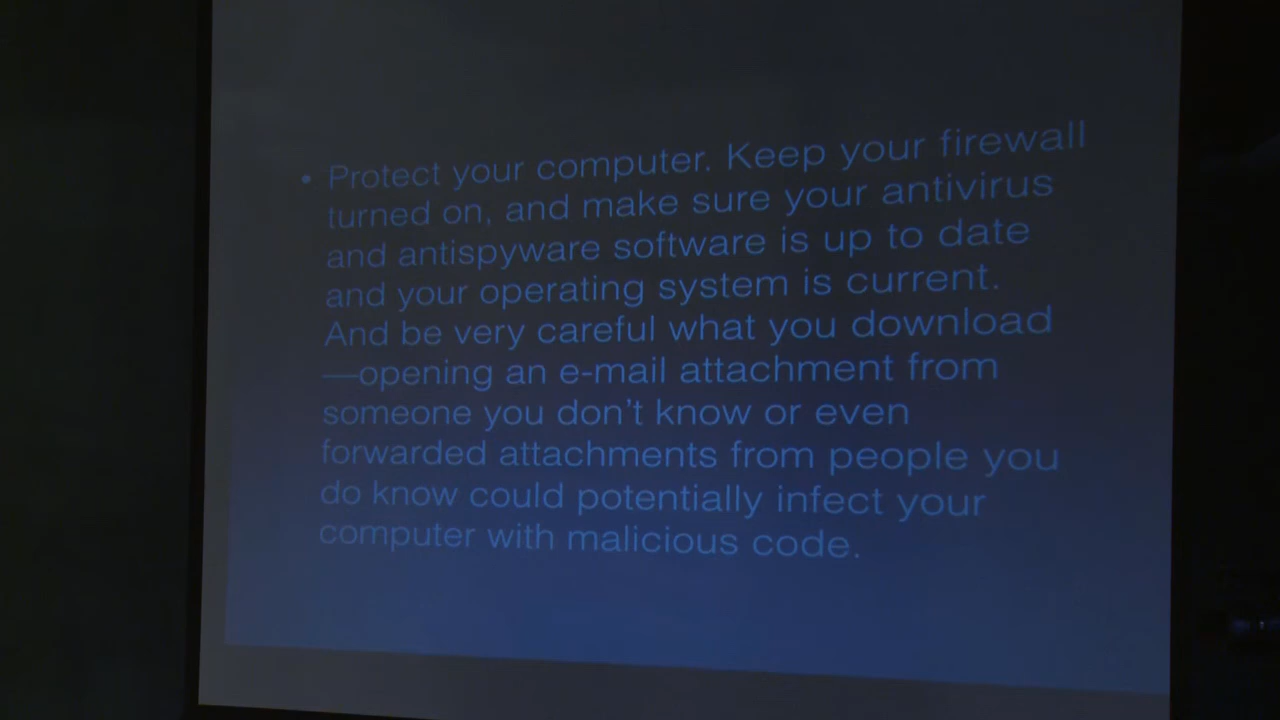 • Protect your computer. Keep your firewall
turned on, and make sure your antivirus
and antispyware software is up to date
and your operating system is current.
And be very careful what you download
—opening an e-mail attachment from
someone you don't know or even
forwarded attachments from people you
do know could potentially infect your
computer with malicious code.